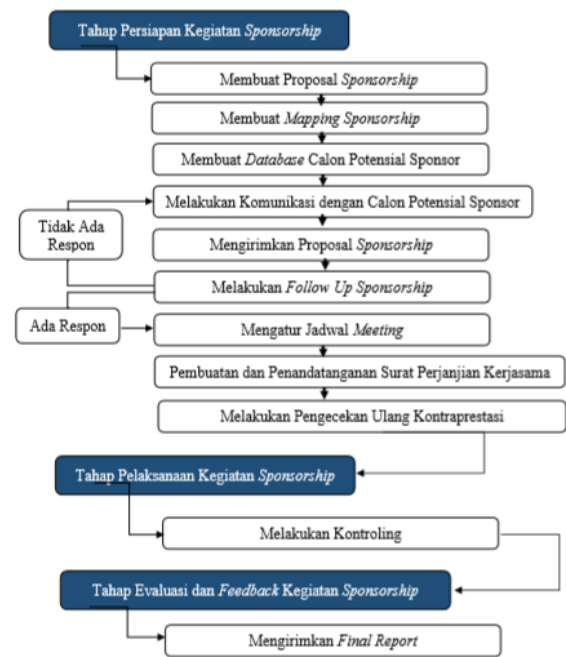 Tahap Persiapan Kegiatan Sponsorship
Membuat Proposal Sponsorship
Membuat Mapping Sponsorship
Membuat Database Calon Potensial Sponsor
Melakukan Komunikasi dengan Calon Potensial Sponsor
Tidak Ada
Respon
Mengirimkan Proposal Sponsorship
Melakukan Follow Up Sponsorship
Ada Respon
Mengatur Jadwal Meeting
Pembuatan dan Penandatanganan Surat Perjanjian Kerjasama
Melakukan Pengecekan Ulang Kontraprestasi
Tahap Pelaksanaan Kegiatan Sponsorship
Melakukan Kontroling
Tahap Evaluasi dan Feedback Kegiatan Sponsorship
Mengirimkan Final Report